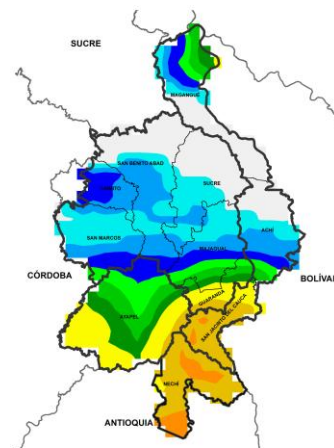 SUCRE
MAGANGUÉ
SAN BENITO ABAD
CAIMITO
SUCRE
SAN MARCOS
MAJAGUAL
ACHÍ
CÓRDOBA
BOLÍVAR
GUARANDA
AYAPEL
SAN JACINTO DEL CAUCA
NECHÍ
ANTIOQUIA